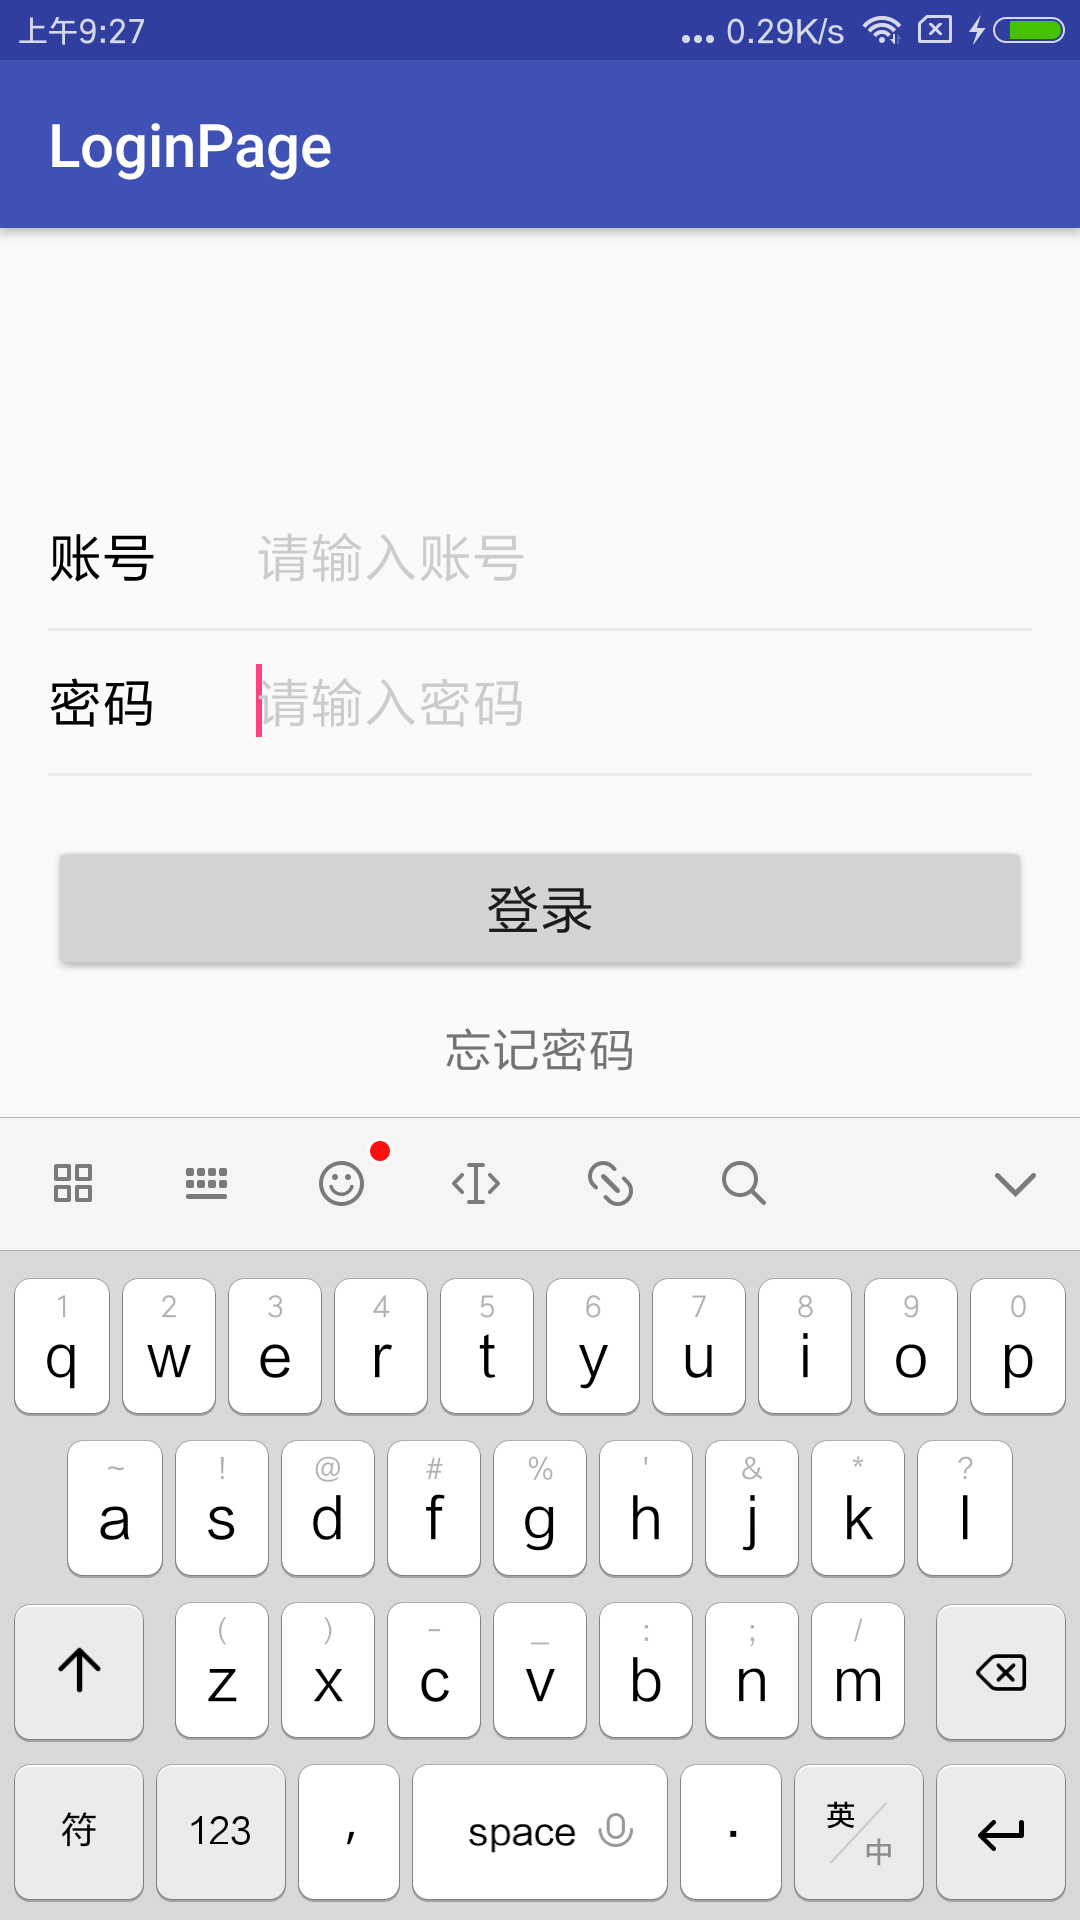 上午9:27 ... 0.29K/s
LoginPage
账号 请输入账号
密码 请输入密码
登录
忘记密码
1 2 3 4 5 6 7 8 9 0
q w e r t y u i o p
~ ! @ # % ' & * ?
a s d f g h j k l
( ) - _ : ; /
z x c v b n m
符 123 , space . 英/中